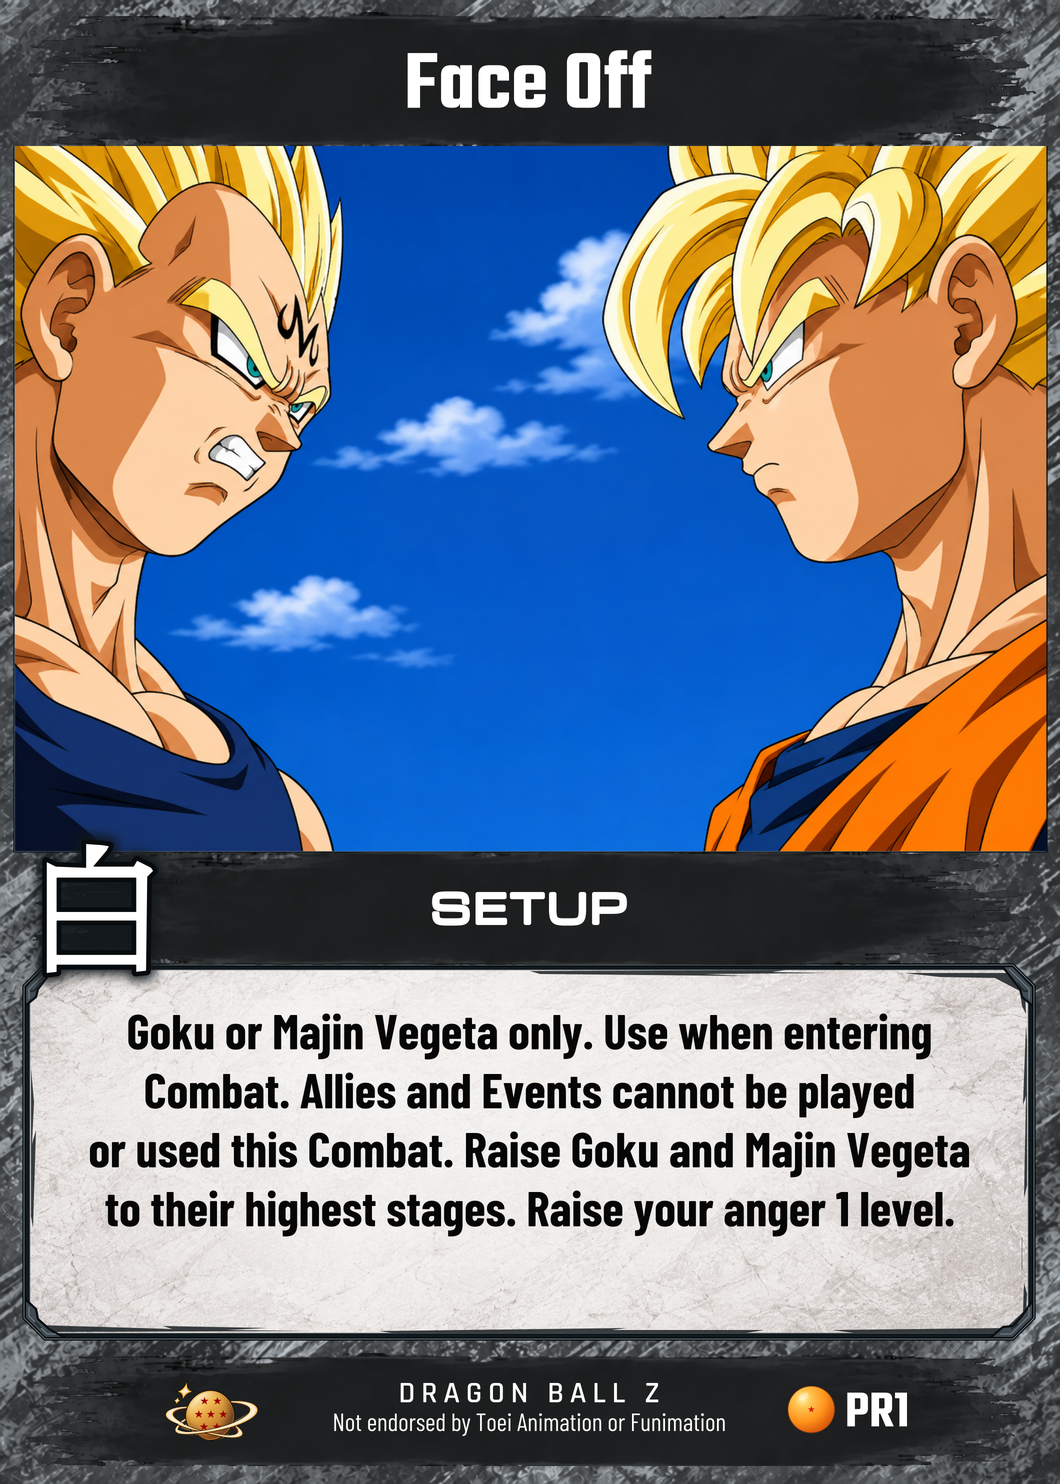 Face Off
白
SETUP
Goku or Majin Vegeta only. Use when entering
Combat. Allies and Events cannot be played
or used this Combat. Raise Goku and Majin Vegeta
to their highest stages. Raise your anger 1 level.
DRAGON BALL Z
Not endorsed by Toei Animation or Funimation
PR1